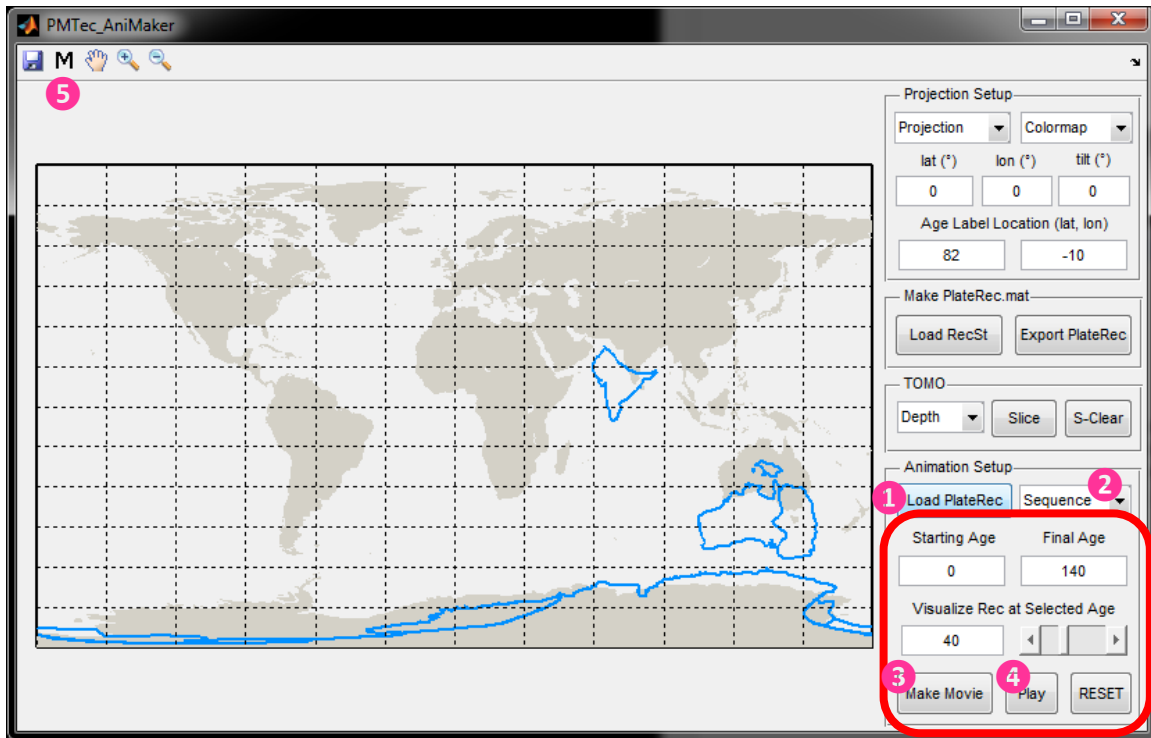 PMTec_AniMaker
M
5
Projection Setup
Projection Colormap
lat (°) lon (°) tilt (°)
0 0 0
Age Label Location (lat, lon)
82 -10
Make PlateRec.mat
Load RecSt Export PlateRec
TOMO
Depth Slice S-Clear
Animation Setup
1 Load PlateRec Sequence 2
Starting Age Final Age
0 140
Visualize Rec at Selected Age
40
3 Make Movie 4 Play RESET